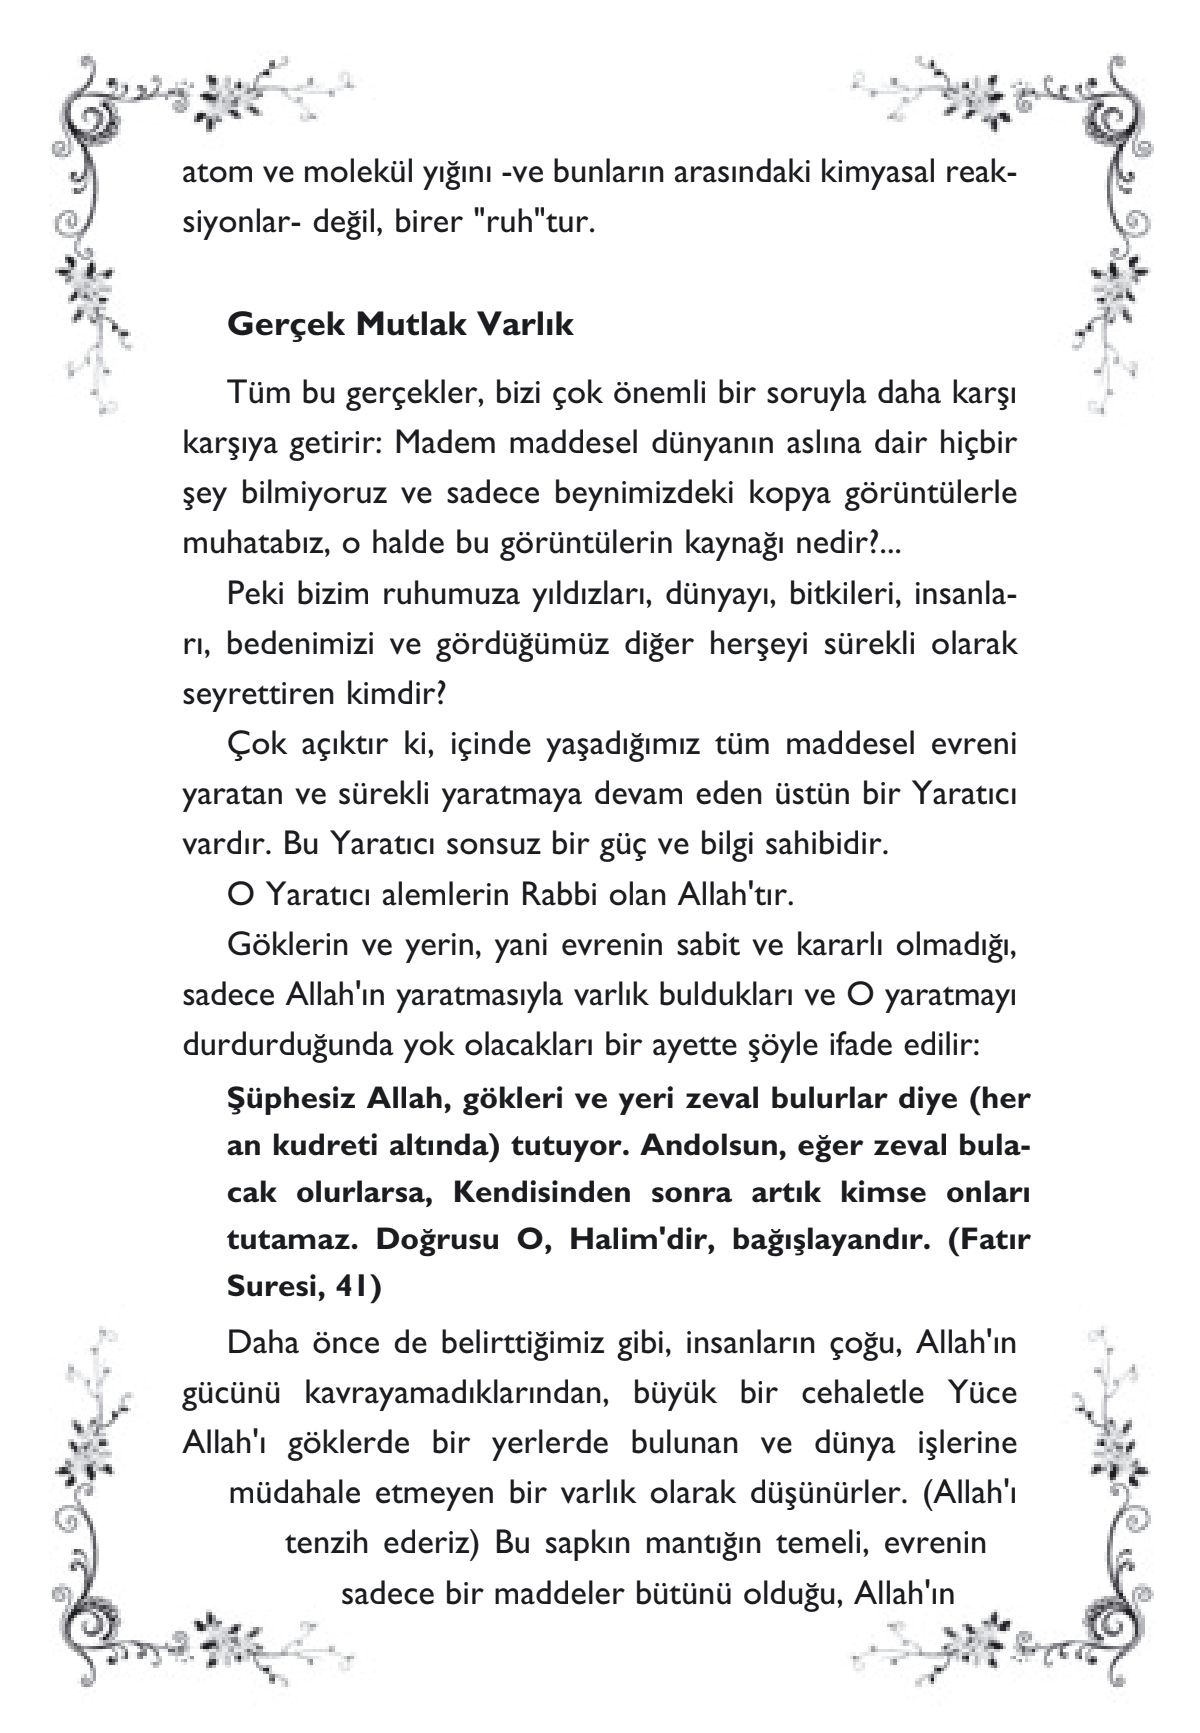 atom ve molekül yığını -ve bunların arasındaki kimyasal reak-
siyonlar- değil, birer "ruh"tur.
Gerçek Mutlak Varlık
Tüm bu gerçekler, bizi çok önemli bir soruyla daha karşı
karşıya getirir: Madem maddesel dünyanın aslına dair hiçbir
şey bilmiyoruz ve sadece beynimizdeki kopya görüntülerle
muhatabız, o halde bu görüntülerin kaynağı nedir?...
Peki bizim ruhumuza yıldızları, dünyayı, bitkileri, insanla-
rı, bedenimizi ve gördüğümüz diğer herşeyi sürekli olarak
seyrettiren kimdir?
Çok açıktır ki, içinde yaşadığımız tüm maddesel evreni
yaratan ve sürekli yaratmaya devam eden üstün bir Yaratıcı
vardır. Bu Yaratıcı sonsuz bir güç ve bilgi sahibidir.
O Yaratıcı alemlerin Rabbi olan Allah'tır.
Göklerin ve yerin, yani evrenin sabit ve kararlı olmadığı,
sadece Allah'ın yaratmasıyla varlık buldukları ve O yaratmayı
durdurduğunda yok olacakları bir ayette şöyle ifade edilir:
Şüphesiz Allah, gökleri ve yeri zeval bulurlar diye (her
an kudreti altında) tutuyor. Andolsun, eğer zeval bula-
cak olurlarsa, Kendisinden sonra artık kimse onları
tutamaz. Doğrusu O, Halim'dir, bağışlayandır. (Fatır
Suresi, 41)
Daha önce de belirttiğimiz gibi, insanların çoğu, Allah'ın
gücünü kavrayamadıklarından, büyük bir cehaletle Yüce
Allah'ı göklerde bir yerlerde bulunan ve dünya işlerine
müdahale etmeyen bir varlık olarak düşünürler. (Allah'ı
tenzih ederiz) Bu sapkın mantığın temeli, evrenin
sadece bir maddeler bütünü olduğu, Allah'ın